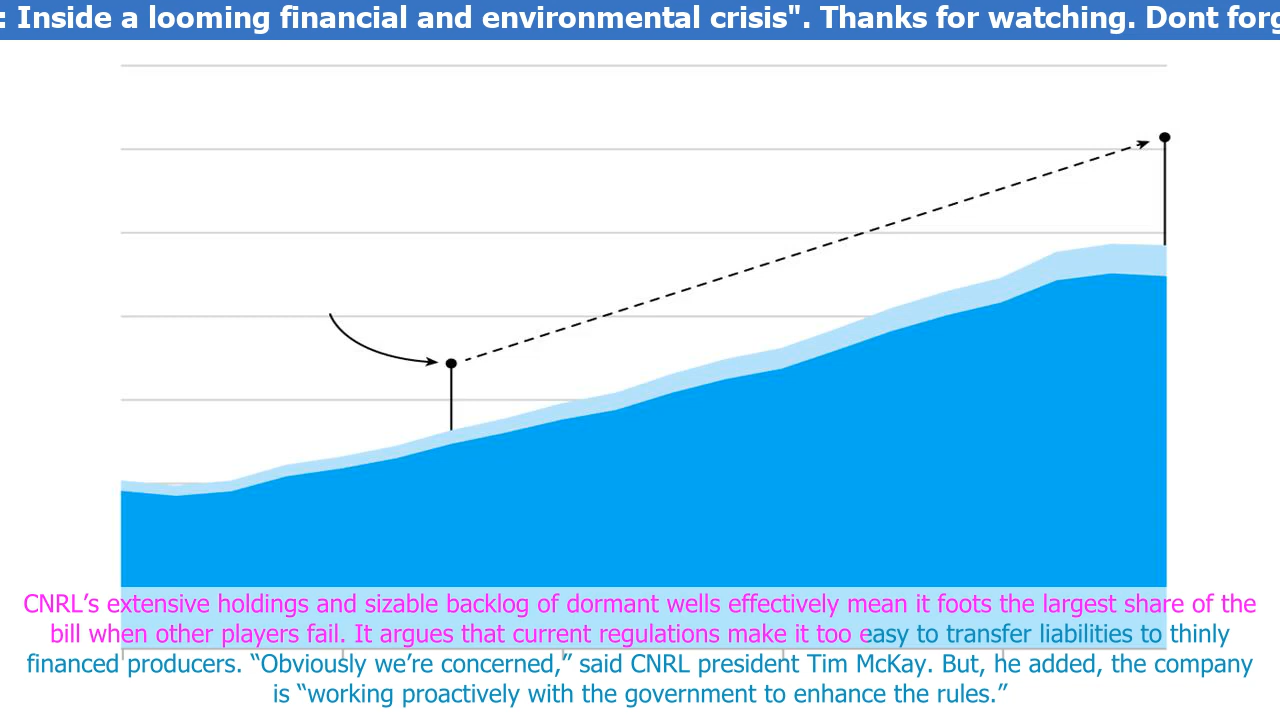 : Inside a looming financial and environmental crisis". Thanks for watching. Dont forg
CNRL’s extensive holdings and sizable backlog of dormant wells effectively mean it foots the largest share of the
bill when other players fail. It argues that current regulations make it too easy to transfer liabilities to thinly
financed producers. “Obviously we’re concerned,” said CNRL president Tim McKay. But, he added, the company
is “working proactively with the government to enhance the rules.”